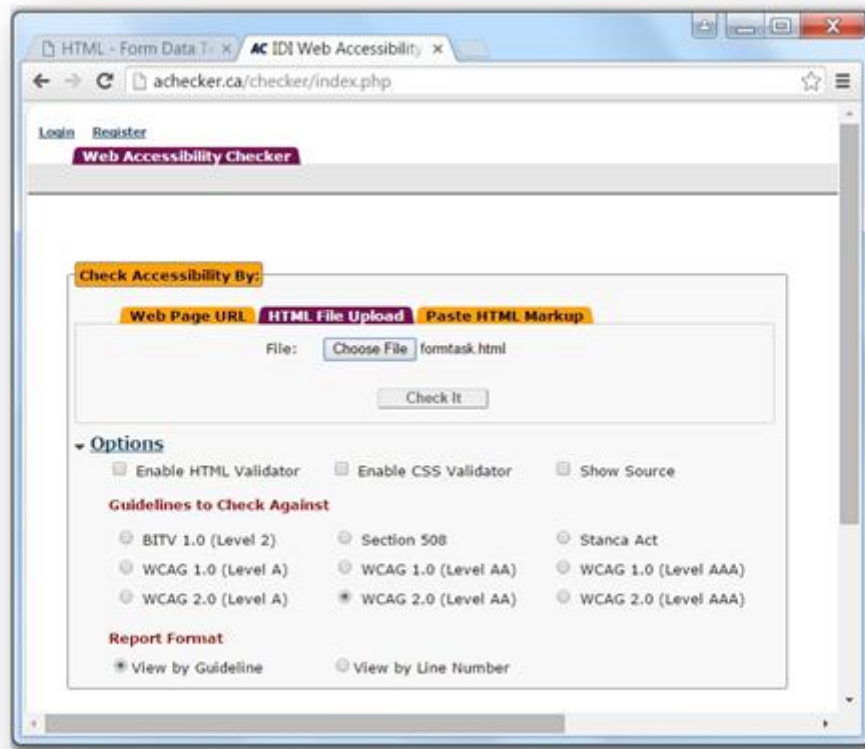 HTML - Form Data T
AC IDI Web Accessibility
achecker.ca/checker/index.php
Login Register
Web Accessibility Checker
Check Accessibility By:
Web Page URL HTML File Upload Paste HTML Markup
File: Choose File formtask.html
Check It
Options
Enable HTML Validator Enable CSS Validator Show Source
Guidelines to Check Against
BITV 1.0 (Level 2) Section 508 Stanca Act
WCAG 1.0 (Level A) WCAG 1.0 (Level AA) WCAG 1.0 (Level AAA)
WCAG 2.0 (Level A) WCAG 2.0 (Level AA) WCAG 2.0 (Level AAA)
Report Format
View by Guideline View by Line Number